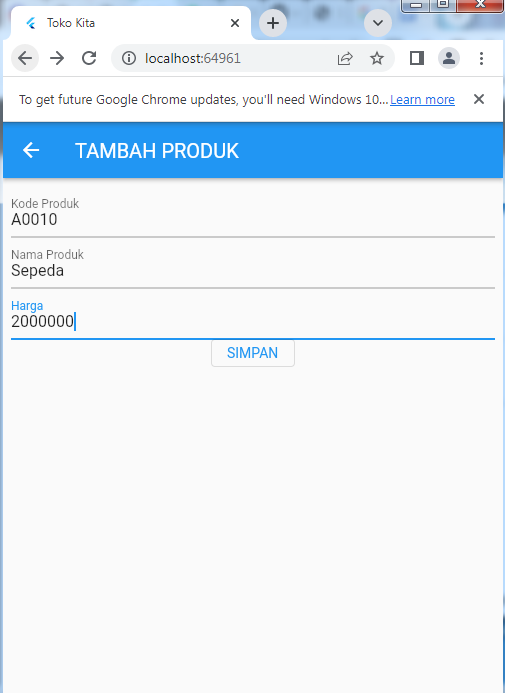 Toko Kita
localhost:64961
To get future Google Chrome updates, you'll need Windows 10... Learn more
TAMBAH PRODUK
Kode Produk
A0010
Nama Produk
Sepeda
Harga
2000000
SIMPAN